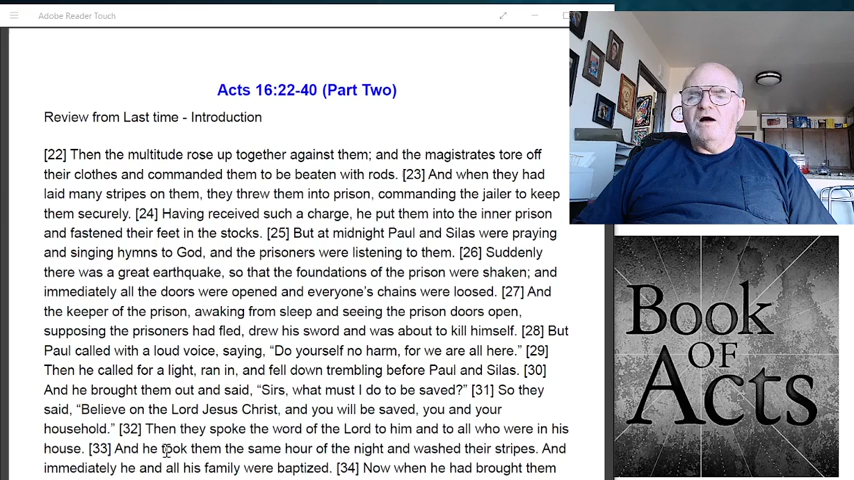 Adobe Reader Touch
Acts 16:22-40 (Part Two)
Review from Last time - Introduction
[22] Then the multitude rose up together against them; and the magistrates tore off
their clothes and commanded them to be beaten with rods. [23] And when they had
laid many stripes on them, they threw them into prison, commanding the jailer to keep
them securely. [24] Having received such a charge, he put them into the inner prison
and fastened their feet in the stocks. [25] But at midnight Paul and Silas were praying
and singing hymns to God, and the prisoners were listening to them. [26] Suddenly
there was a great earthquake, so that the foundations of the prison were shaken; and
immediately all the doors were opened and everyone's chains were loosed. [27] And
the keeper of the prison, awaking from sleep and seeing the prison doors open,
supposing the prisoners had fled, drew his sword and was about to kill himself. [28] But
Paul called with a loud voice, saying, “Do yourself no harm, for we are all here.” [29]
Then he called for a light, ran in, and fell down trembling before Paul and Silas. [30]
And he brought them out and said, “Sirs, what must I do to be saved?” [31] So they
said, “Believe on the Lord Jesus Christ, and you will be saved, you and your
household.” [32] Then they spoke the word of the Lord to him and to all who were in his
house. [33] And he took them the same hour of the night and washed their stripes. And
immediately he and all his family were baptized. [34] Now when he had brought them
Book
OF
Acts